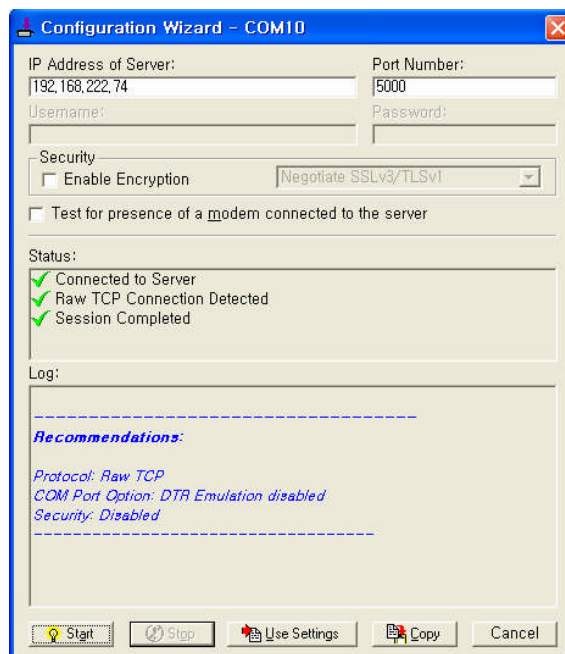 Configuration Wizard - COM10
IP Address of Server: Port Number:
192,168,222,74 5000
Username: Password:
Security
Enable Encryption Negotiate SSLv3/TLSv1
Test for presence of a modem connected to the server
Status:
Connected to Server
Raw TCP Connection Detected
Session Completed
Log:
------------------------------------
Recommendations:
Protocol: Raw TCP
COM Port Option: DTR Emulation disabled
Security: Disabled
------------------------------------
Start Stop Use Settings Copy Cancel